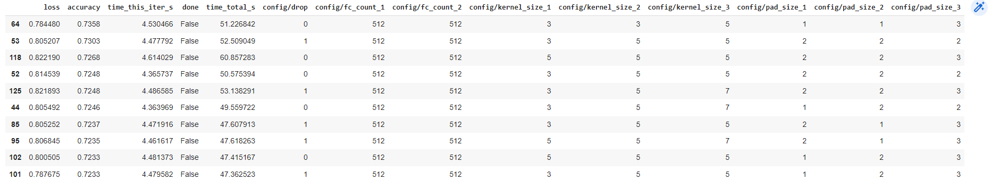 loss accuracy time_this_iter_s done time_total_s config/drop config/fc_count_1 config/fc_count_2 config/kernel_size_1 config/kernel_size_2 config/kernel_size_3 config/pad_size_1 config/pad_size_2 config/pad_size_3
64 0.784480 0.7358 4.530466 False 51.226842 0 512 512 3 3 5 1 1 3
53 0.805207 0.7303 4.477792 False 52.509049 1 512 512 3 5 5 2 2 2
118 0.822190 0.7268 4.614029 False 60.857283 0 512 512 5 5 5 2 2 3
52 0.814539 0.7248 4.365737 False 50.575394 0 512 512 3 5 5 2 2 2
125 0.821893 0.7248 4.486585 False 53.138291 1 512 512 3 5 7 2 2 3
44 0.805492 0.7246 4.363969 False 49.559722 0 512 512 3 5 7 1 2 2
85 0.805252 0.7237 4.471916 False 47.607913 1 512 512 3 5 5 2 1 3
95 0.806845 0.7235 4.461617 False 47.618263 1 512 512 5 5 7 2 1 3
102 0.800505 0.7233 4.481373 False 47.415167 0 512 512 5 5 5 1 2 3
101 0.787675 0.7233 4.479582 False 47.362523 1 512 512 3 5 5 1 2 3